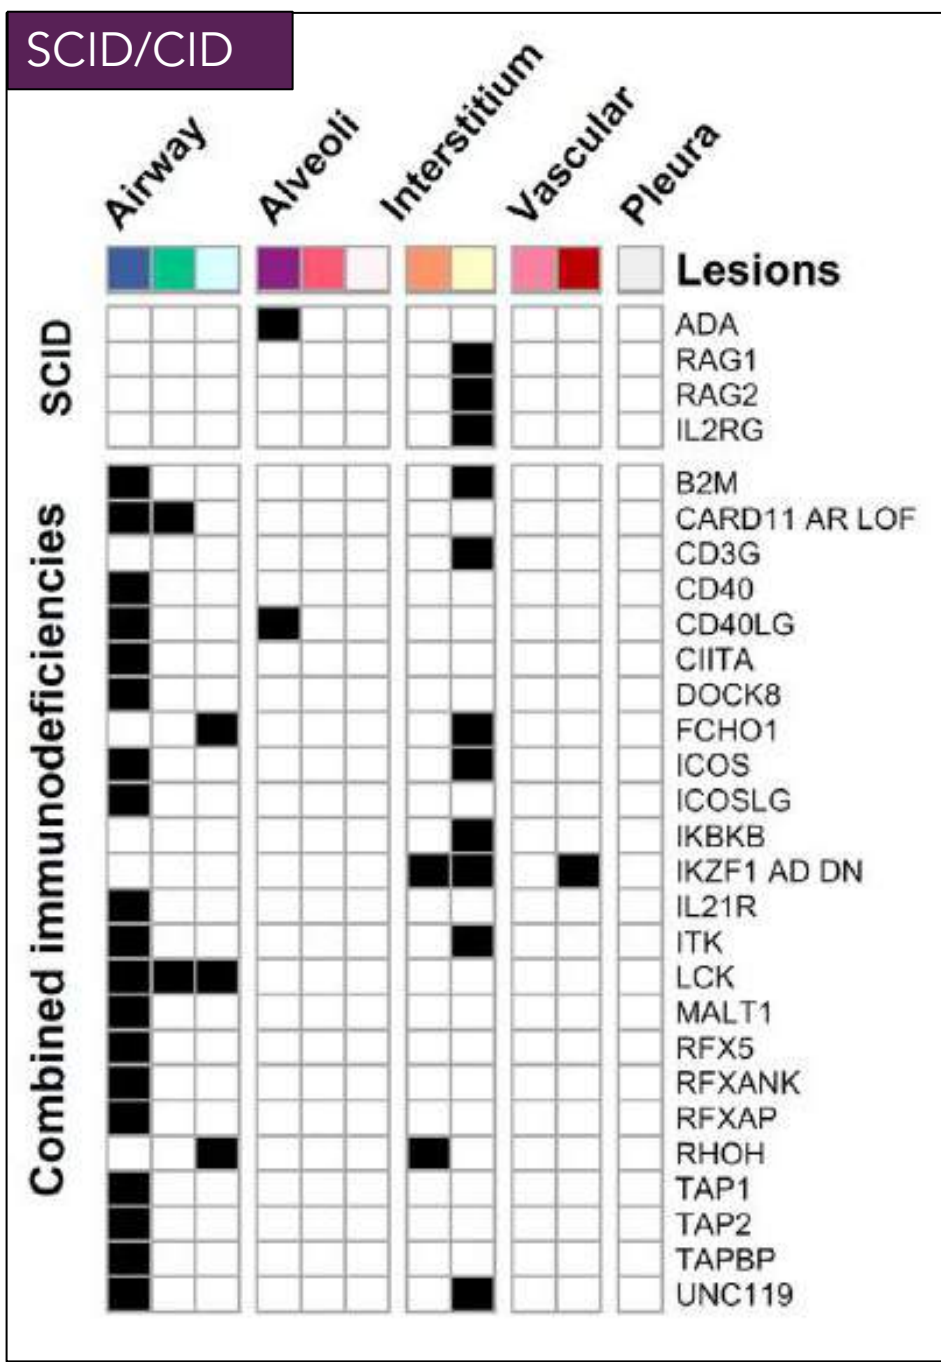 SCID/CID
Airway
Alveoli
Interstitium
Vascular
Pleura
Lesions
SCID
ADA
RAG1
RAG2
IL2RG
Combined immunodeficiencies
B2M
CARD11 AR LOF
CD3G
CD40
CD40LG
CIITA
DOCK8
FCHO1
ICOS
ICOSLG
IKBKB
IKZF1 AD DN
IL21R
ITK
LCK
MALT1
RFX5
RFXANK
RFXAP
RHOH
TAP1
TAP2
TAPBP
UNC119